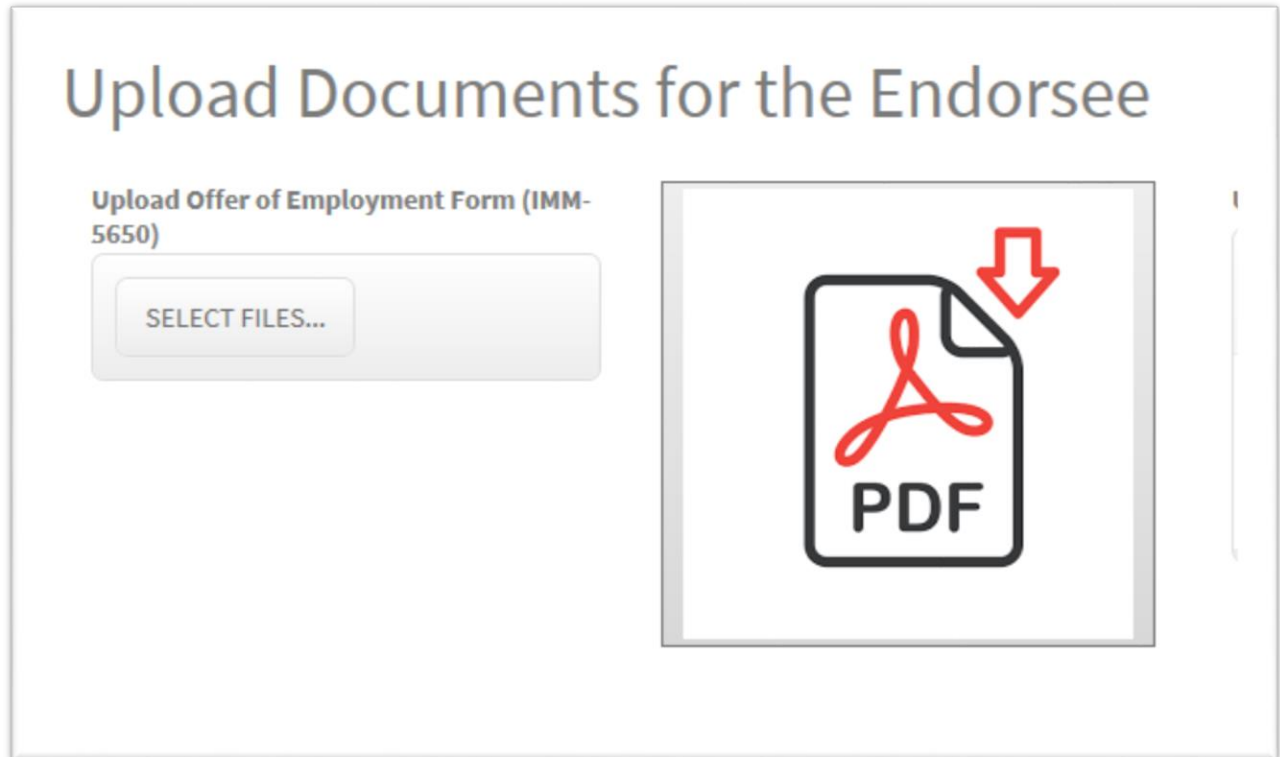 Upload Documents for the Endorsee
Upload Offer of Employment Form (IMM-
5650)
SELECT FILES...
PDF